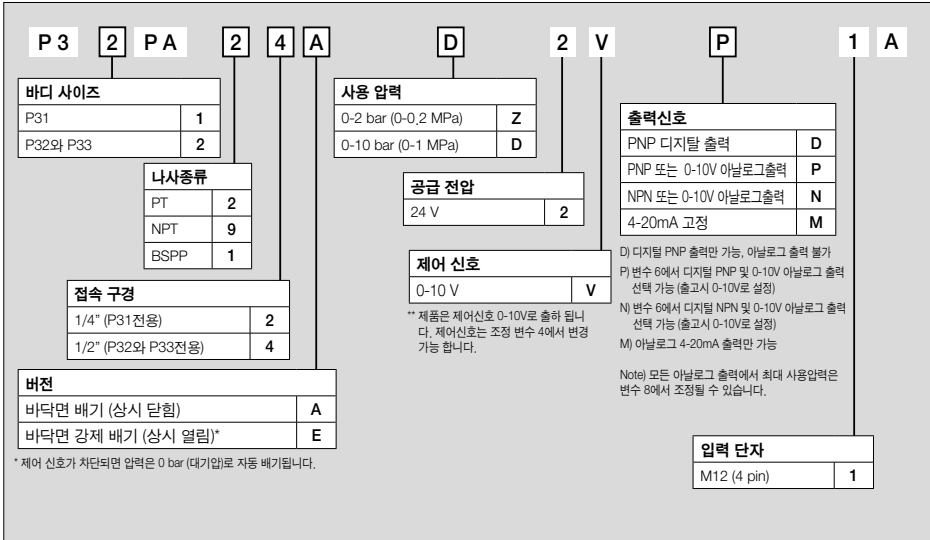 P 3 2 P A 2 4 A D 2 V P 1 A
바디 사이즈
P31 1
P32와 P33 2
나사종류
PT 2
NPT 9
BSPP 1
접속 구경
1/4" (P31전용) 2
1/2" (P32와 P33전용) 4
버전
바닥면 배기 (상시 닫힘) A
바닥면 강제 배기 (상시 열림)* E
* 제어 신호가 차단되면 압력은 0 bar (대기압)로 자동 배기됩니다.
사용 압력
0-2 bar (0-0.2 MPa) Z
0-10 bar (0-1 MPa) D
공급 전압
24 V 2
제어 신호
0-10 V V
** 제품은 제어신호 0-10V로 출하 됩니
다. 제어신호는 조정 변수 4에서 변경
가능 합니다.
출력신호
PNP 디지탈 출력 D
PNP 또는 0-10V 아날로그출력 P
NPN 또는 0-10V 아날로그출력 N
4-20mA 고정 M
D) 디지털 PNP 출력만 가능, 아날로그 출력 불가
P) 변수 6에서 디지털 PNP 및 0-10V 아날로그 출력
선택 가능 (출고시 0-10V로 설정)
N) 변수 6에서 디지털 NPN 및 0-10V 아날로그 출력
선택 가능 (출고시 0-10V로 설정)
M) 아날로그 4-20mA 출력만 가능
Note) 모든 아날로그 출력에서 최대 사용압력은
변수 8에서 조정될 수 있습니다.
입력 단자
M12 (4 pin) 1